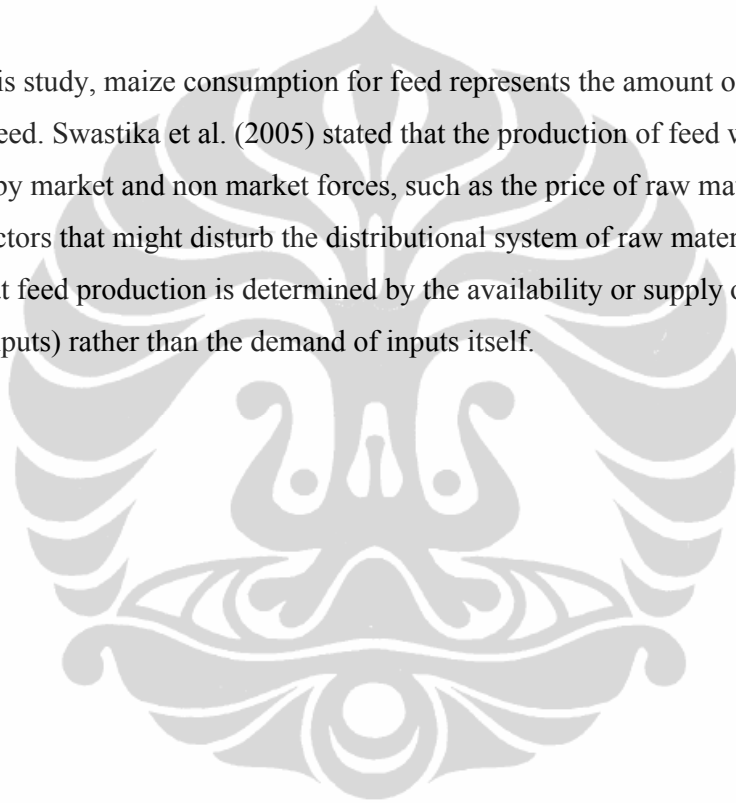 is study, maize consumption for feed represents the amount o
eed. Swastika et al. (2005) stated that the production of feed w
by market and non market forces, such as the price of raw ma
ctors that might disturb the distributional system of raw mater
t feed production is determined by the availability or supply o
puts) rather than the demand of inputs itself.